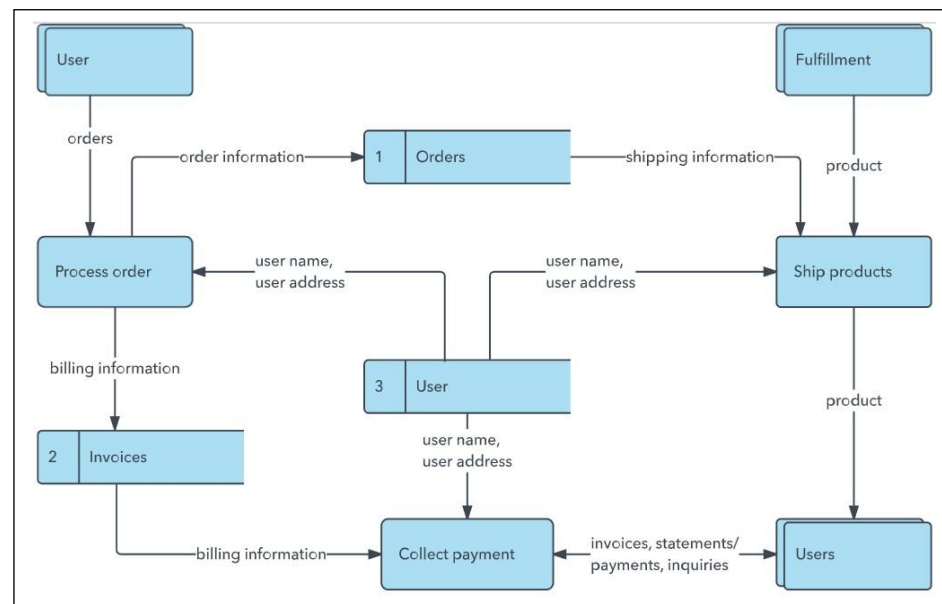 User
Fulfillment
orders
order information
1 Orders
shipping information
product
Process order
user name,
user address
user name,
user address
Ship products
billing information
3 User
product
user name,
user address
2 Invoices
billing information
Collect payment
invoices, statements/
payments, inquiries
Users